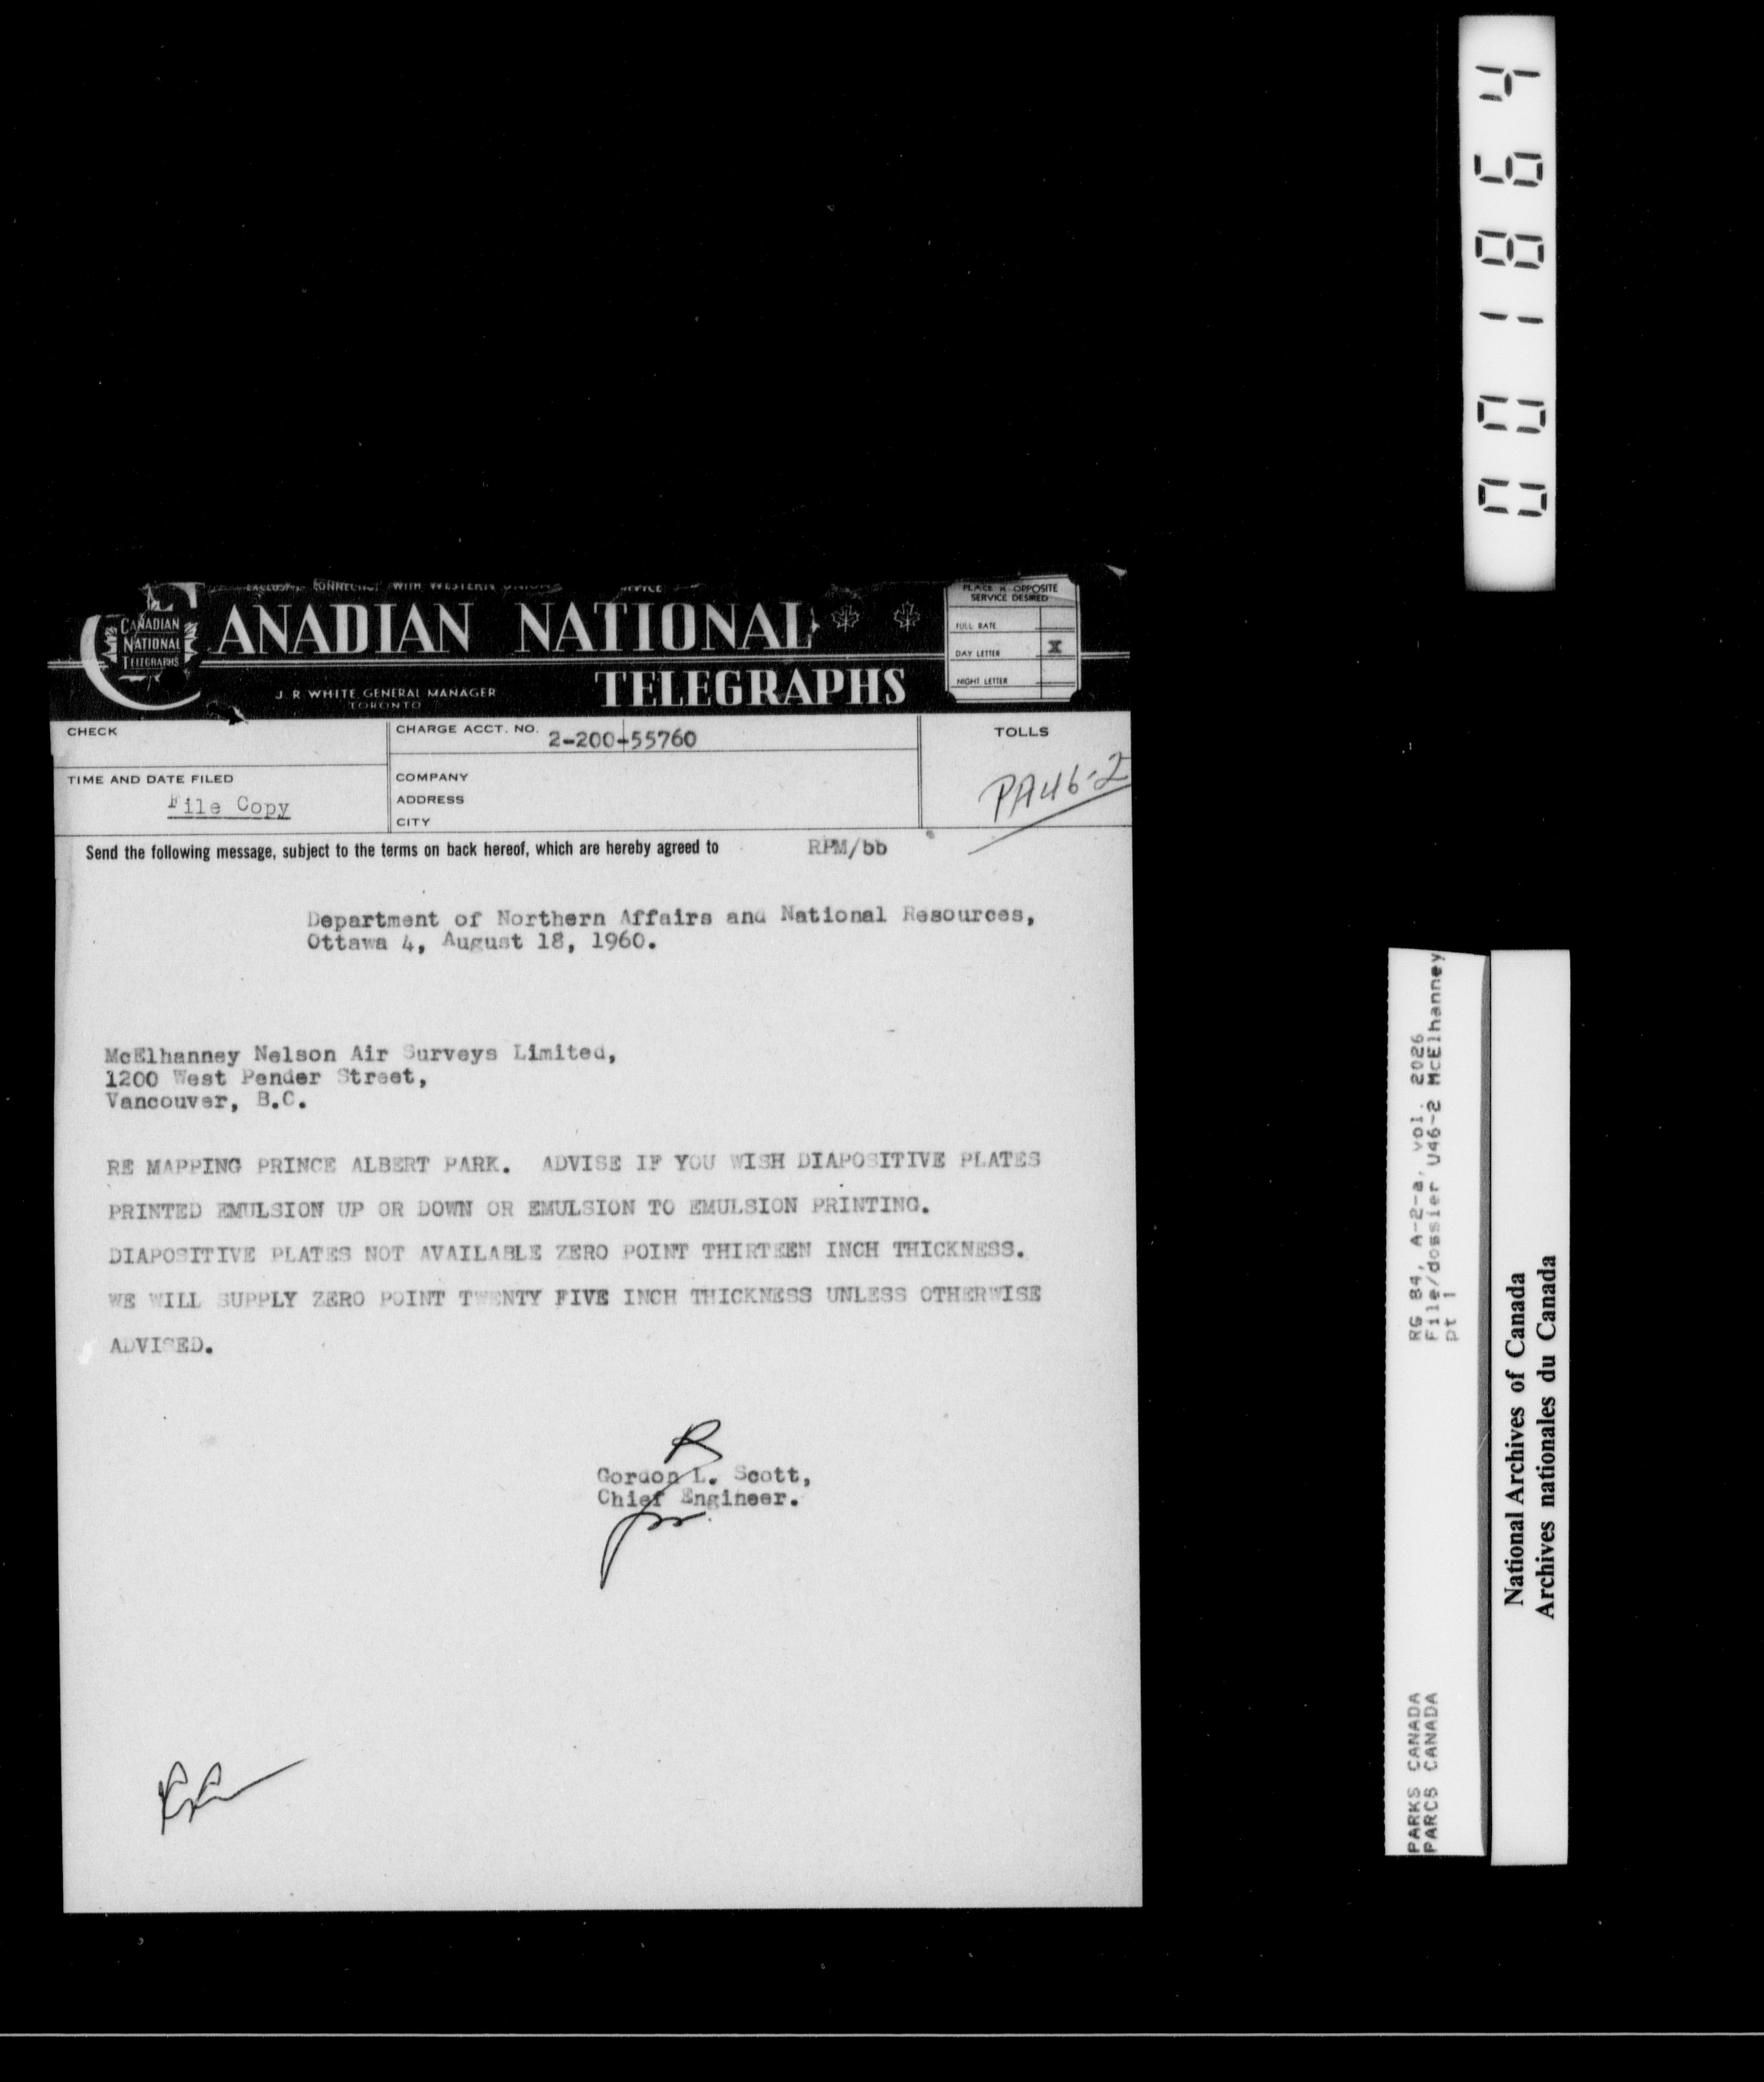 EXCLUSIVE CONNECTION WITH WESTERN UNION SERVICE
CANADIAN NATIONAL
TELEGRAPHS
CANADIAN
NATIONAL
TELEGRAPHS
J. R. WHITE, GENERAL MANAGER
TORONTO
PLACE X OPPOSITE
SERVICE DESIRED
FULL RATE
DAY LETTER X
NIGHT LETTER
CHECK
CHARGE ACCT. NO. 2-200-55760
TOLLS
PA46-2
TIME AND DATE FILED
File Copy
COMPANY
ADDRESS
CITY
Send the following message, subject to the terms on back hereof, which are hereby agreed to RPM/bb
Department of Northern Affairs and National Resources,
Ottawa 4, August 18, 1960.
McElhanney Nelson Air Surveys Limited,
1200 West Pender Street,
Vancouver, B.C.
RE MAPPING PRINCE ALBERT PARK. ADVISE IF YOU WISH DIAPOSITIVE PLATES
PRINTED EMULSION UP OR DOWN OR EMULSION TO EMULSION PRINTING.
DIAPOSITIVE PLATES NOT AVAILABLE ZERO POINT THIRTEEN INCH THICKNESS.
WE WILL SUPPLY ZERO POINT TWENTY FIVE INCH THICKNESS UNLESS OTHERWISE
ADVISED.
Gordon L. Scott,
Chief Engineer.
001864
RG 84, A-2-a, vol. 2026
File/dossier U46-2 McElhanney
pt 1
PARKS CANADA
PARCS CANADA
National Archives of Canada
Archives nationales du Canada